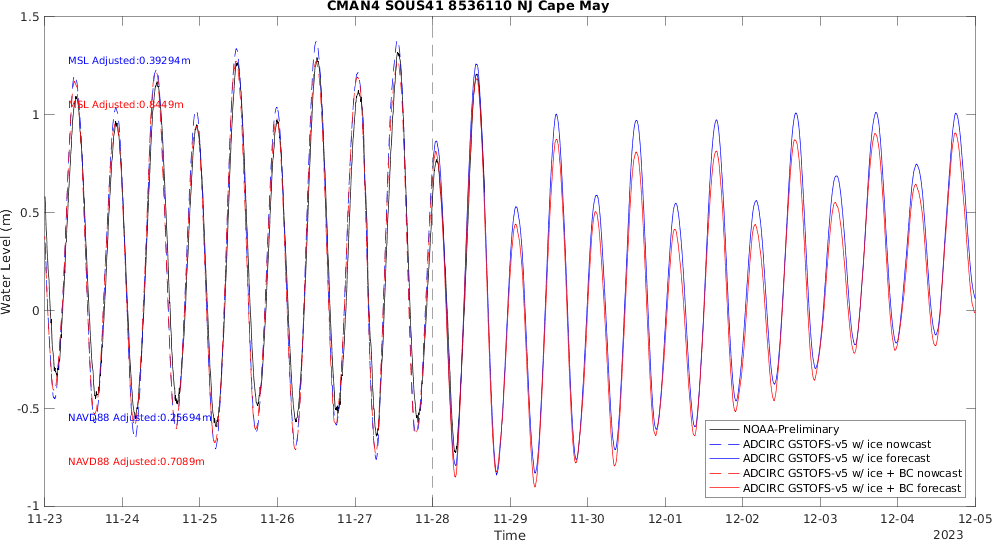 CMAN4 SOUS41 8536110 NJ Cape May
1.5
1
0.5
0
-0.5
-1
Water Level (m)
MSL Adjusted:0.39294m
MSL Adjusted:0.8449m
NAVD88 Adjusted:0.25694m
NAVD88 Adjusted:0.7089m
NOAA-Preliminary
ADCIRC GSTOFS-v5 w/ ice nowcast
ADCIRC GSTOFS-v5 w/ ice forecast
ADCIRC GSTOFS-v5 w/ ice + BC nowcast
ADCIRC GSTOFS-v5 w/ ice + BC forecast
11-23 11-24 11-25 11-26 11-27 11-28 11-29 11-30 12-01 12-02 12-03 12-04 12-05
Time
2023